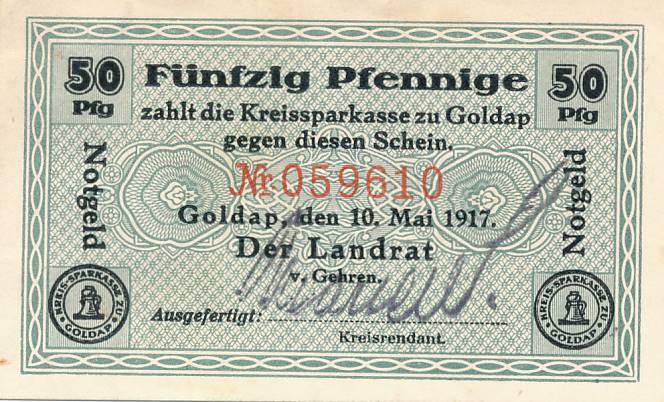 50 Pfg
Fünfzig Pfennige
50 Pfg
zahlt die Kreissparkasse zu Goldap
gegen diesen Schein.
Notgeld
Nr. 059610
Notgeld
Goldap, den 10. Mai 1917.
Der Landrat
v. Gehren.
KREIS-SPARKASSE ZU GOLDAP
Ausgefertigt:
KREIS-SPARKASSE ZU GOLDAP
Kreisrendant.